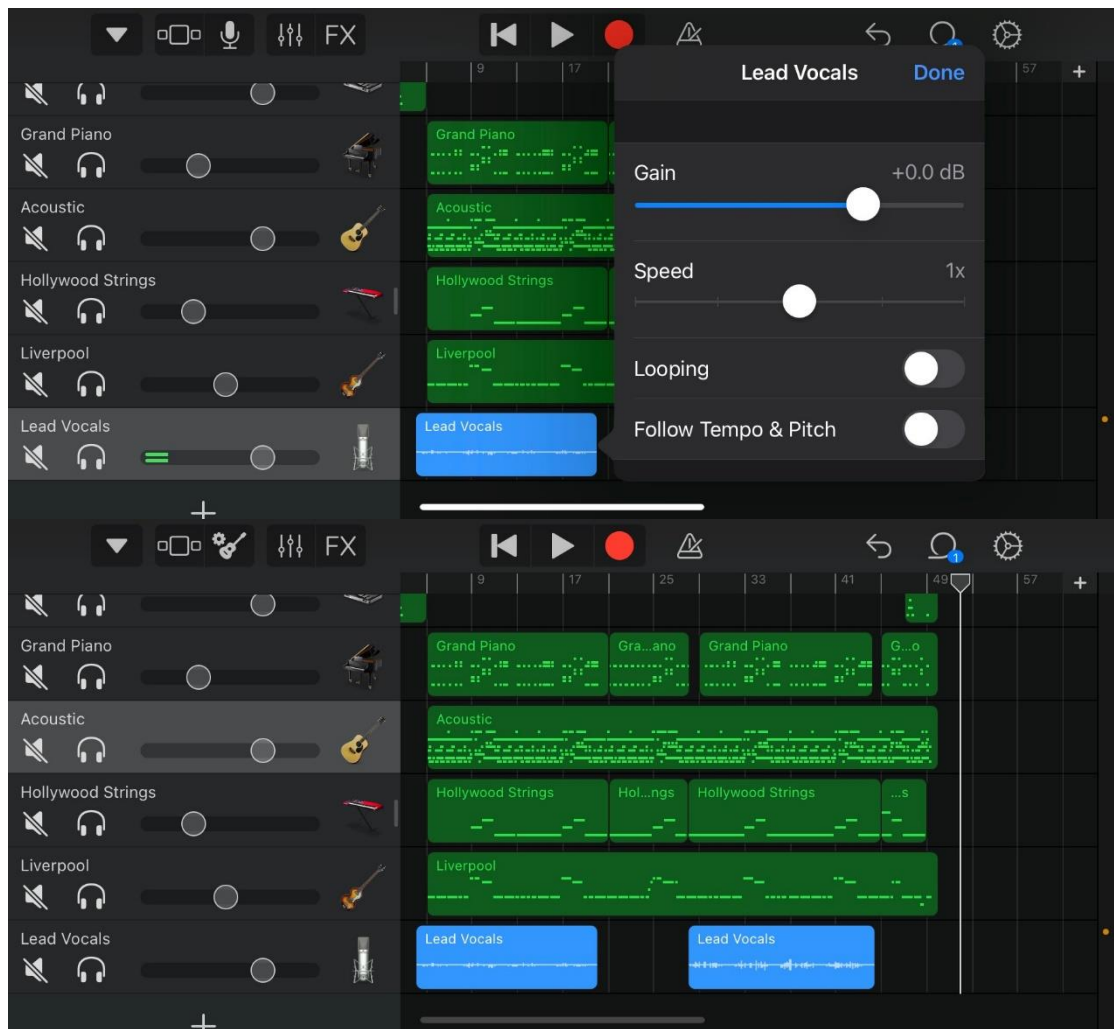 FX
9
17
57
+
Lead Vocals
Done
Grand Piano
Grand Piano
Gain
+0.0 dB
Acoustic
Acoustic
Speed
1x
Hollywood Strings
Hollywood Strings
Liverpool
Liverpool
Looping
Lead Vocals
Lead Vocals
Follow Tempo & Pitch
+
FX
1
9
17
25
33
41
49
57
+
Grand Piano
Grand Piano
Gra...ano
Grand Piano
G...o
Acoustic
Acoustic
Hollywood Strings
Hollywood Strings
Hol...ngs
Hollywood Strings
...s
Liverpool
Liverpool
Lead Vocals
Lead Vocals
Lead Vocals
+